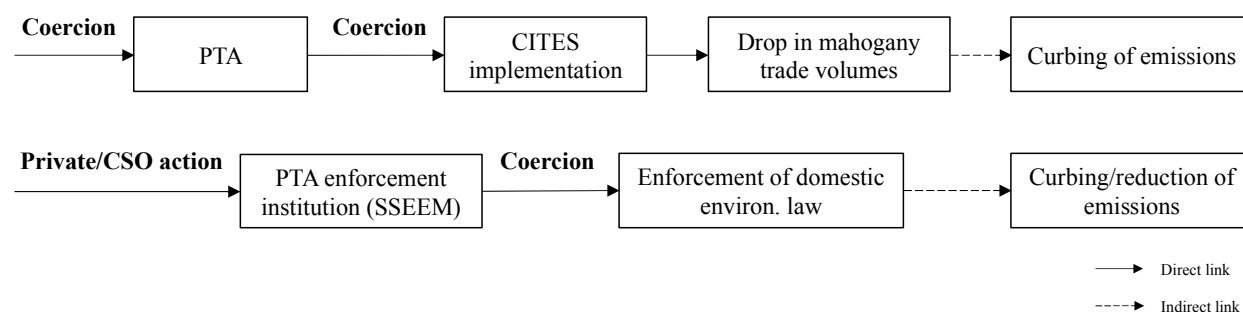 Coercion
PTA
Coercion
CITES
implementation
Drop in mahogany
trade volumes
Curbing of emissions
Private/CSO action
PTA enforcement
institution (SSEEM)
Coercion
Enforcement of domestic
environ. law
Curbing/reduction of
emissions
Direct link
Indirect link